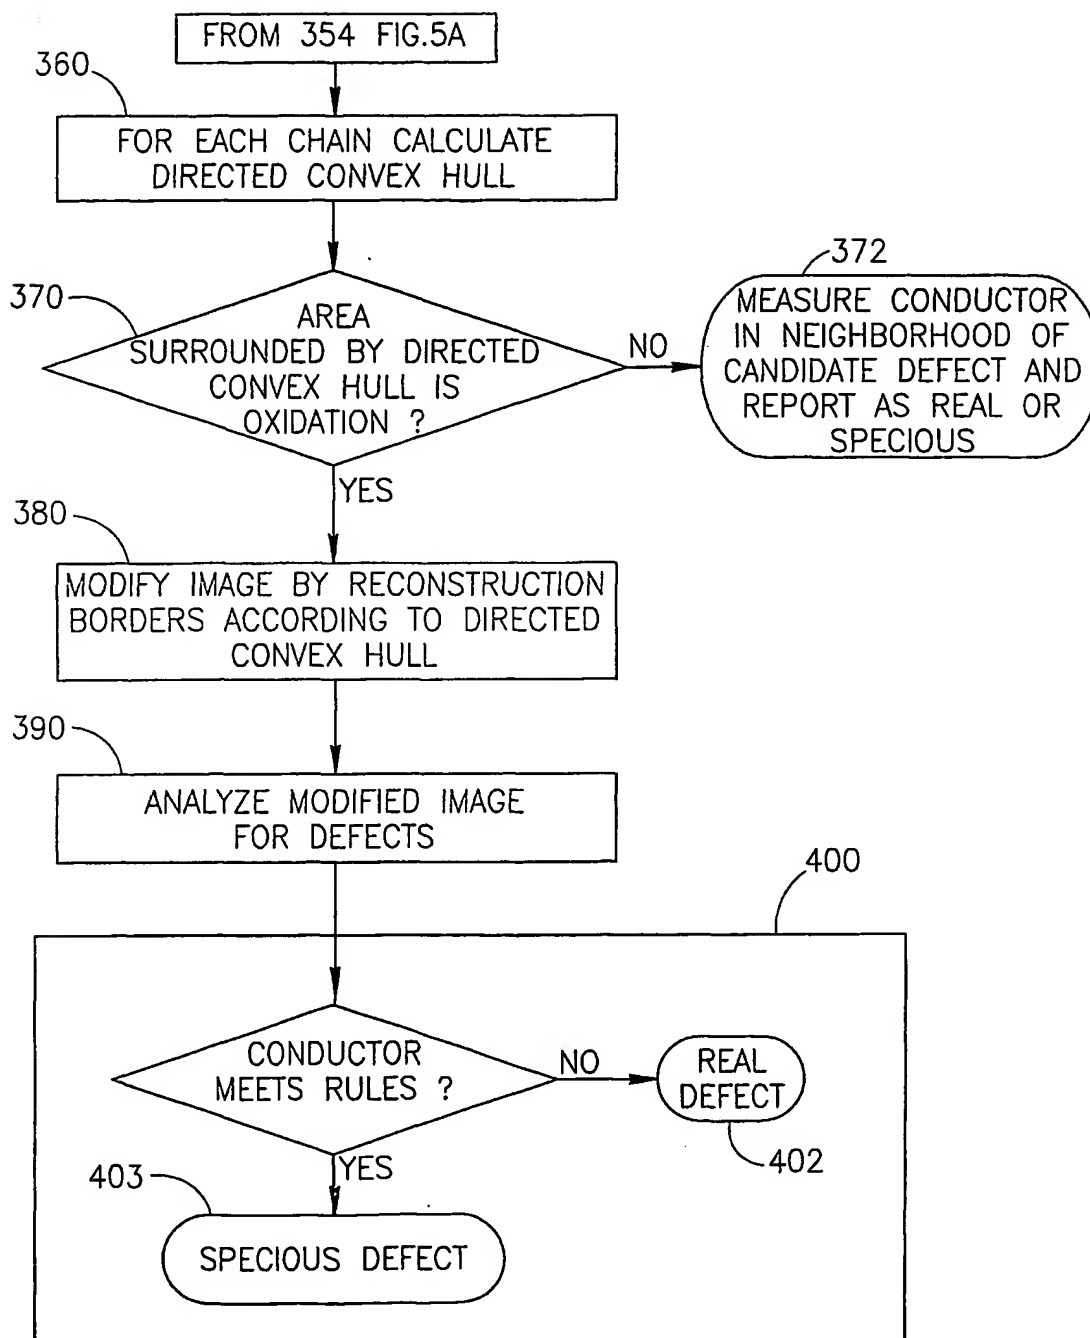 FROM 354 FIG.5A
360
FOR EACH CHAIN CALCULATE
DIRECTED CONVEX HULL
370
AREA
SURROUNDED BY DIRECTED
CONVEX HULL IS
OXIDATION ?
NO
372
MEASURE CONDUCTOR
IN NEIGHBORHOOD OF
CANDIDATE DEFECT AND
REPORT AS REAL OR
SPECIOUS
YES
380
MODIFY IMAGE BY RECONSTRUCTION
BORDERS ACCORDING TO DIRECTED
CONVEX HULL
390
ANALYZE MODIFIED IMAGE
FOR DEFECTS
400
CONDUCTOR
MEETS RULES ?
NO
REAL
DEFECT
402
YES
403
SPECIOUS DEFECT